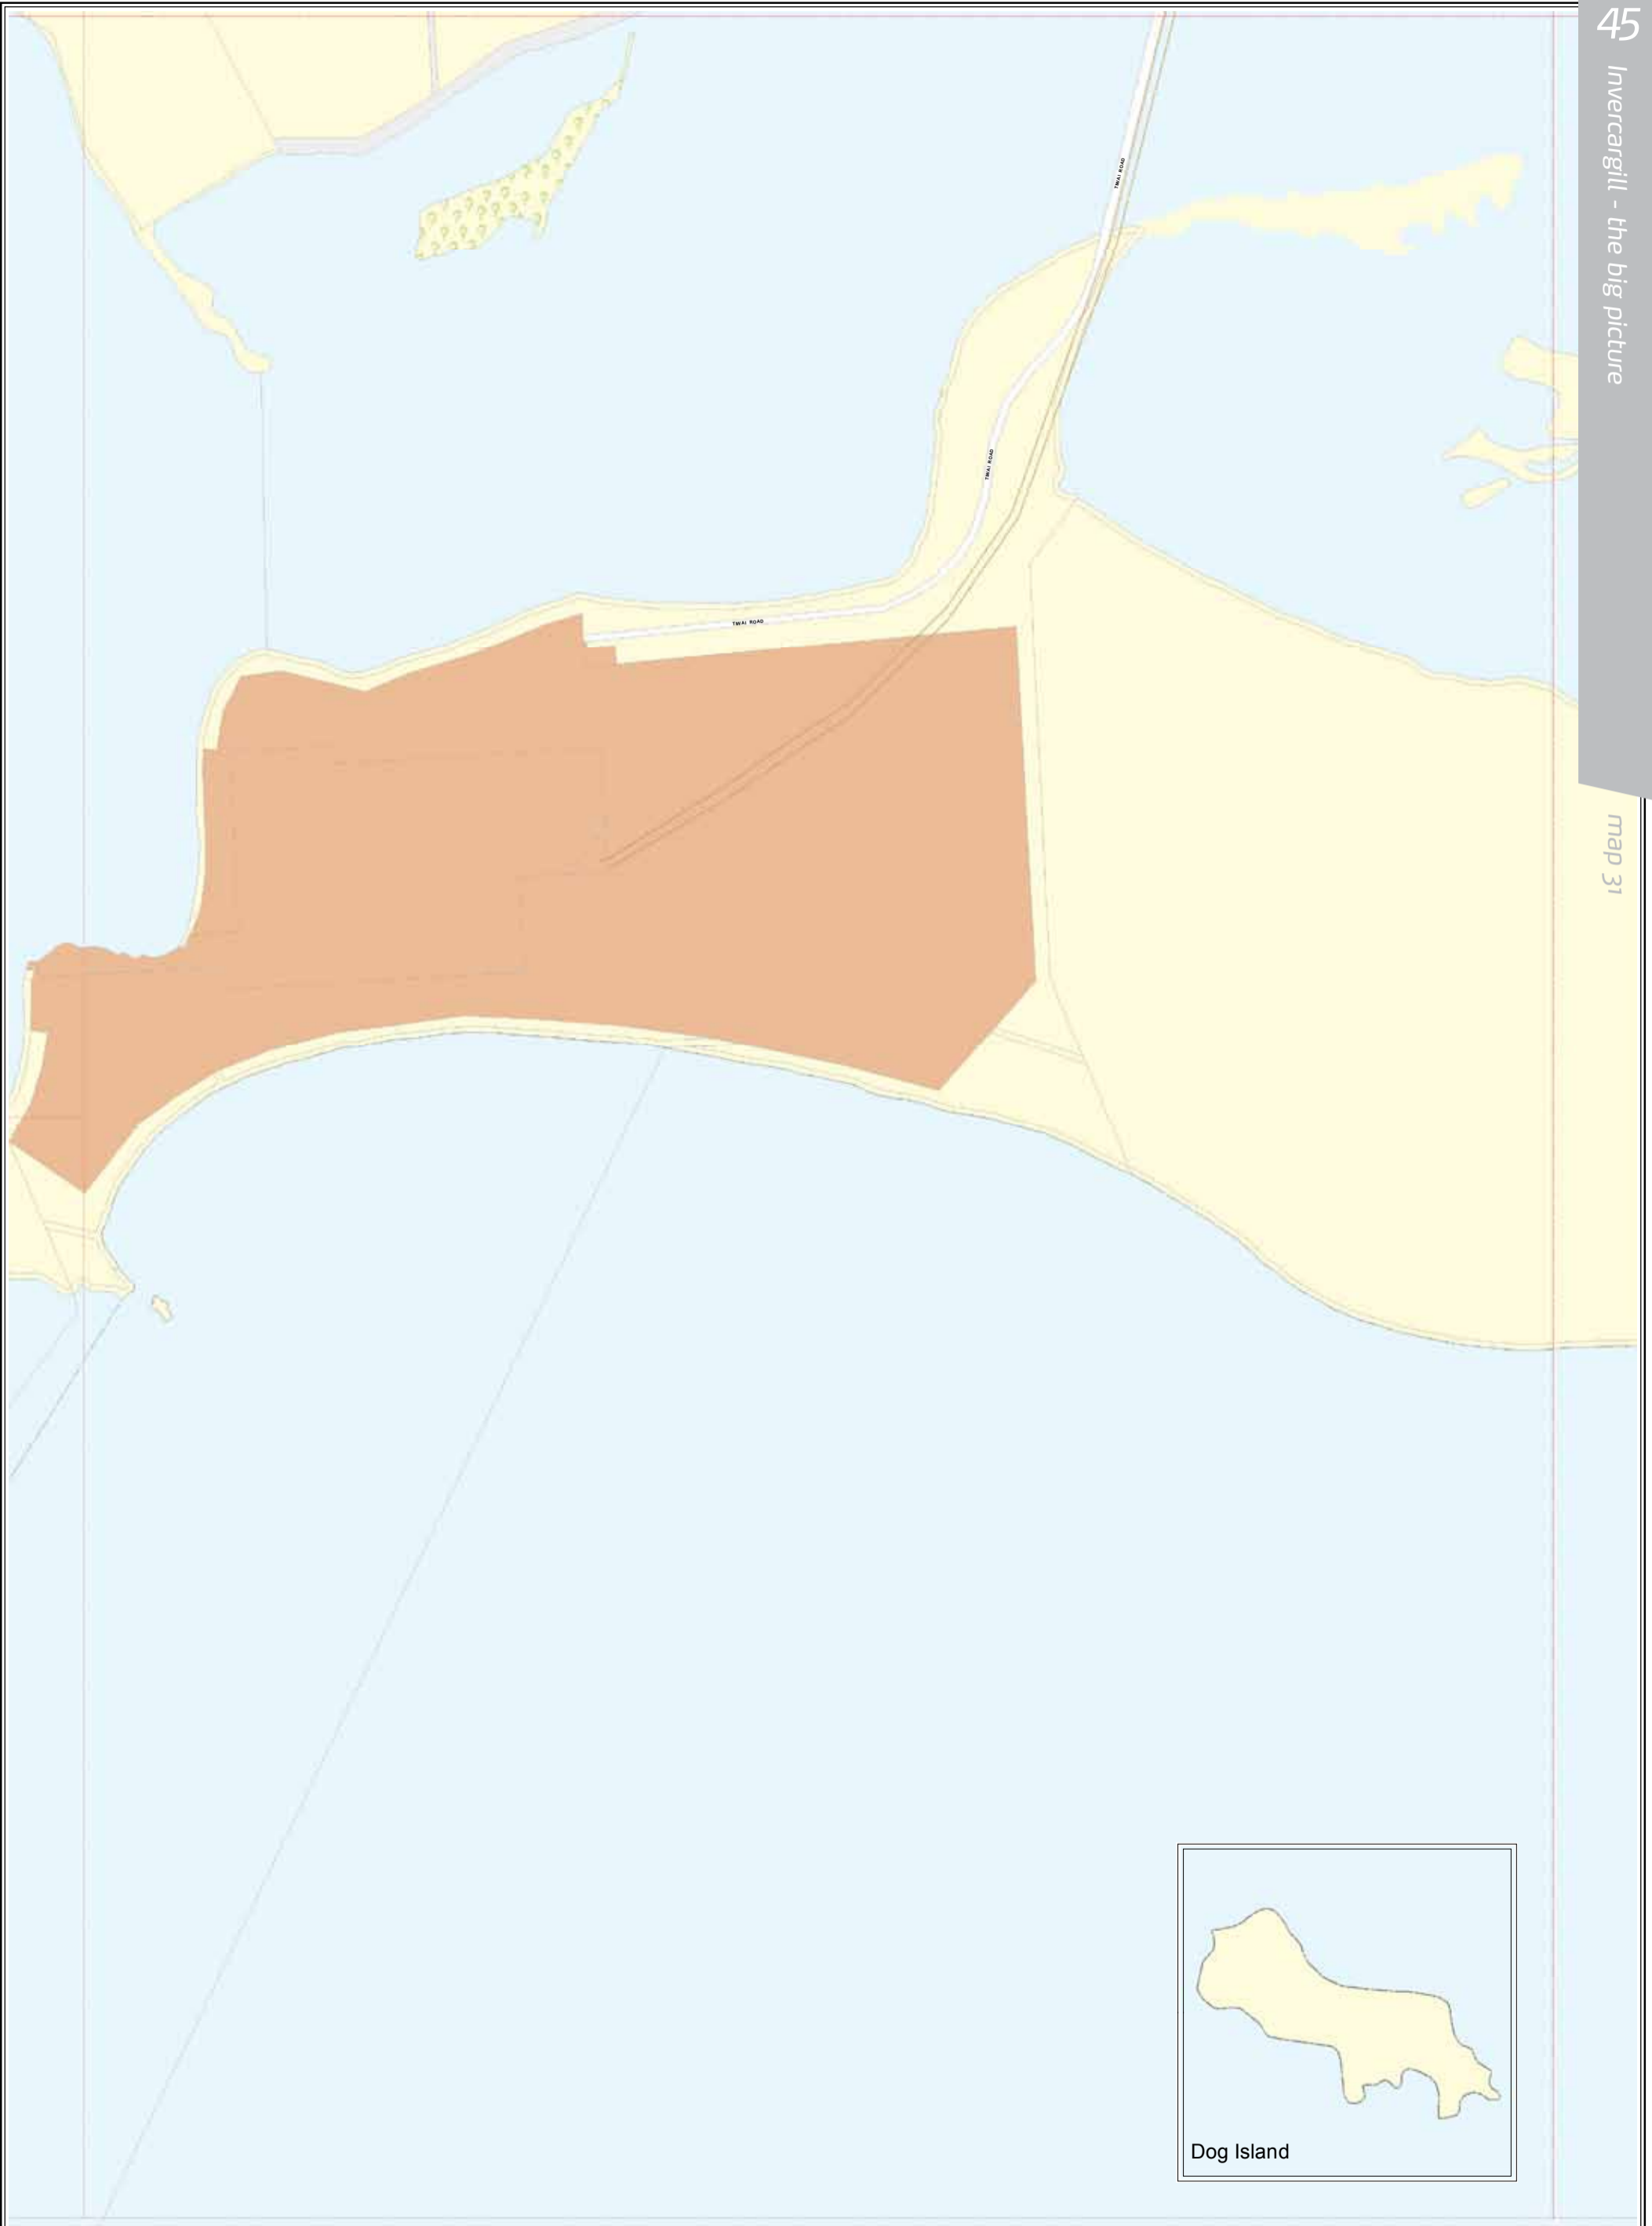 45
Invercargill - the big picture
map 31
TIWAI ROAD
TIWAI ROAD
TIWAI ROAD
Dog Island